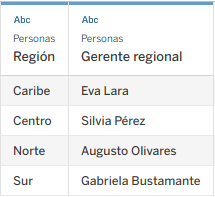 Abc Abc
Personas Personas
Región Gerente regional
Caribe Eva Lara
Centro Silvia Pérez
Norte Augusto Olivares
Sur Gabriela Bustamante